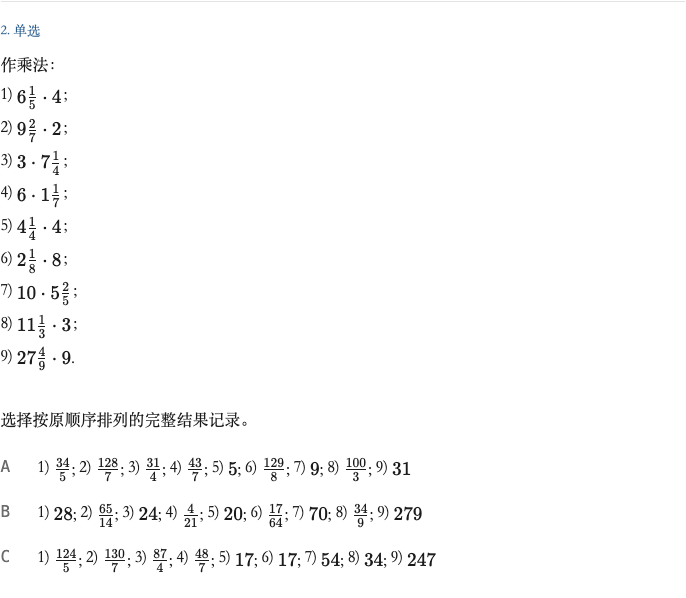 2. 单选
作乘法：
1) 6 1/5 · 4;
2) 9 2/7 · 2;
3) 3 · 7 1/4;
4) 6 · 1 1/7;
5) 4 1/4 · 4;
6) 2 1/8 · 8;
7) 10 · 5 2/5;
8) 11 1/3 · 3;
9) 27 4/9 · 9.
选择按原顺序排列的完整结果记录。
A 1) 34/5; 2) 128/7; 3) 31/4; 4) 43/7; 5) 5; 6) 129/8; 7) 9; 8) 100/3; 9) 31
B 1) 28; 2) 65/14; 3) 24; 4) 4/21; 5) 20; 6) 17/64; 7) 70; 8) 34/9; 9) 279
C 1) 124/5; 2) 130/7; 3) 87/4; 4) 48/7; 5) 17; 6) 17; 7) 54; 8) 34; 9) 247